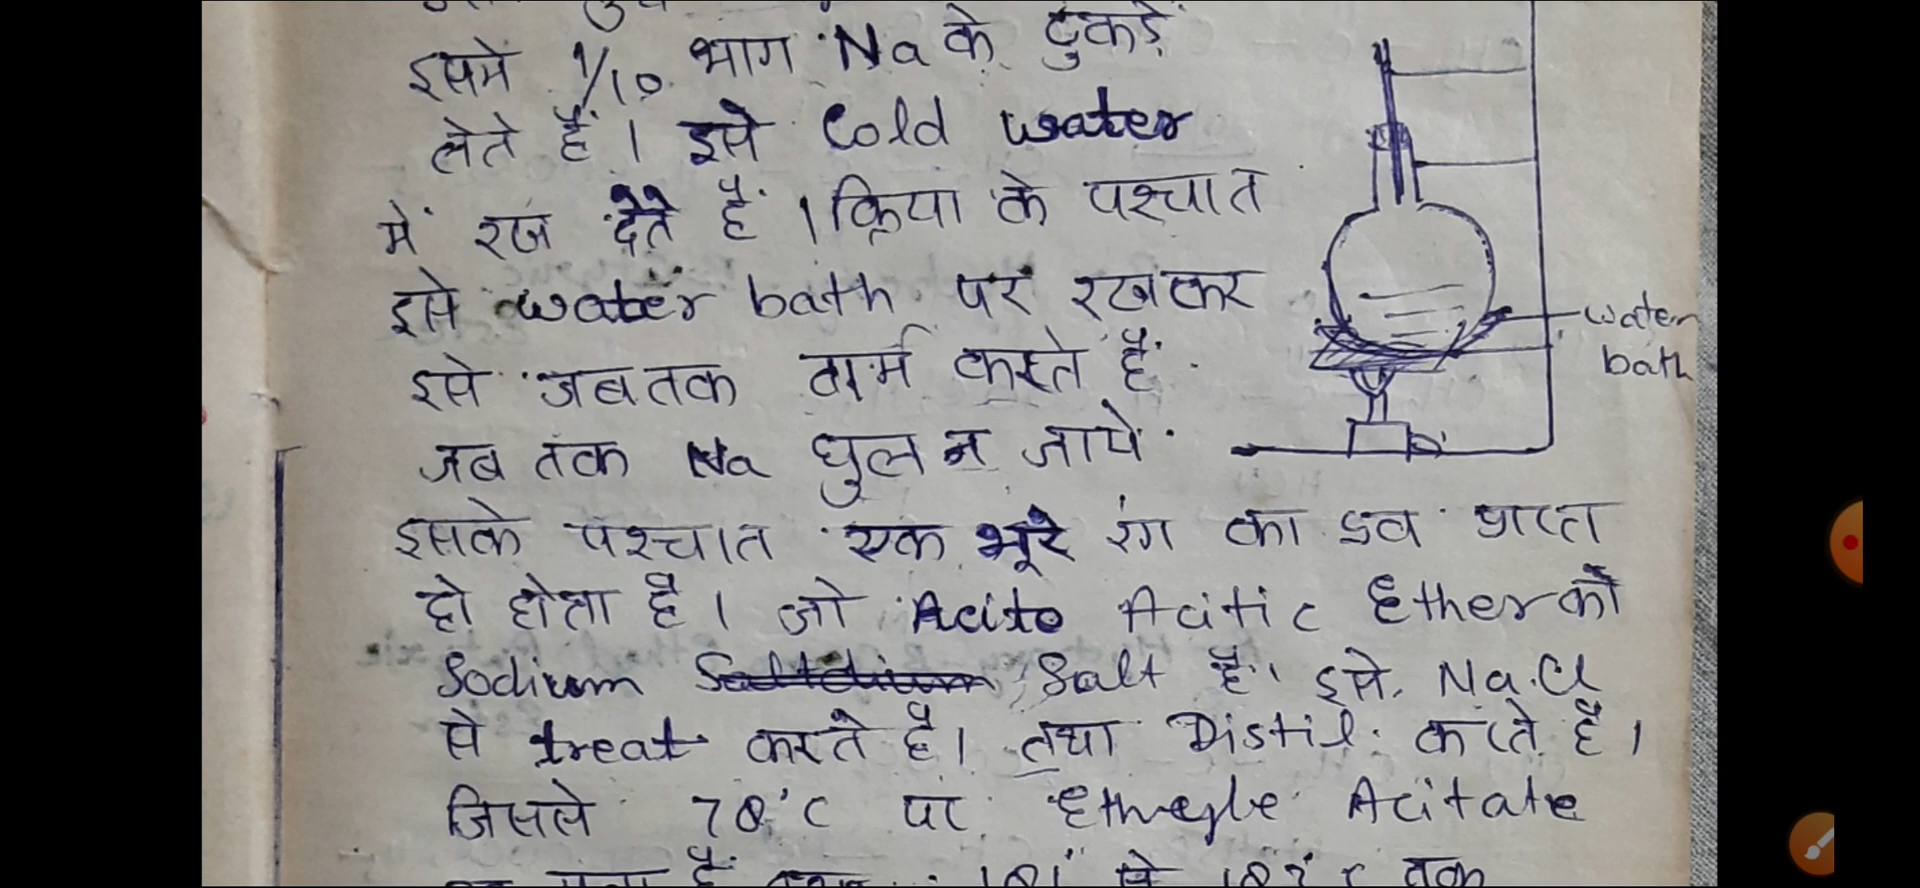 इसमें 1/10 भाग Na के टुकड़े
लेते हैं । इसे Cold water
में रख देते हैं । क्रिया के पश्चात
इसे water bath पर रखकर
इसे जबतक गर्म करते हैं
जब तक Na घुल न जाये
water
bath
इसके पश्चात एक भूरे रंग का द्रव प्राप्त
हो होता है । जो Acito Acitic Ether को
Sodium Salt है । इसे NaCl
से treat करते है । तथा Distil करते है ।
जिससे 78°C पर Ethegle Acitate